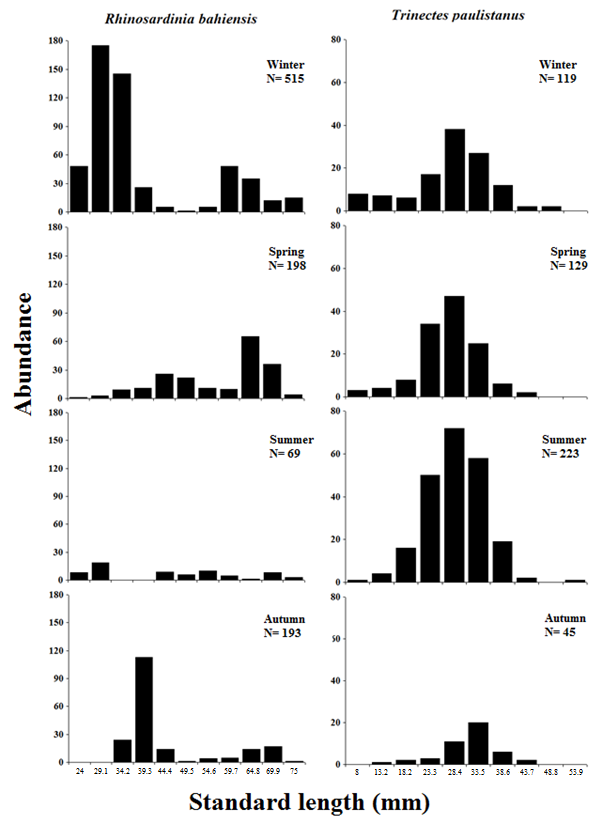 Rhinosardinia bahiensis
Trinectes paulistanus
Abundance
180
150
120
90
60
30
0
Winter
N= 515
80
60
40
20
0
Winter
N= 119
180
150
120
90
60
30
0
Spring
N= 198
80
60
40
20
0
Spring
N= 129
180
150
120
90
60
30
0
Summer
N= 69
80
60
40
20
0
Summer
N= 223
180
150
120
90
60
30
0
Autumn
N= 193
80
60
40
20
0
Autumn
N= 45
24 29.1 34.2 39.3 44.4 49.5 54.6 59.7 64.8 69.9 75
8 13.2 18.2 23.3 28.4 33.5 38.6 43.7 48.8 53.9
Standard length (mm)